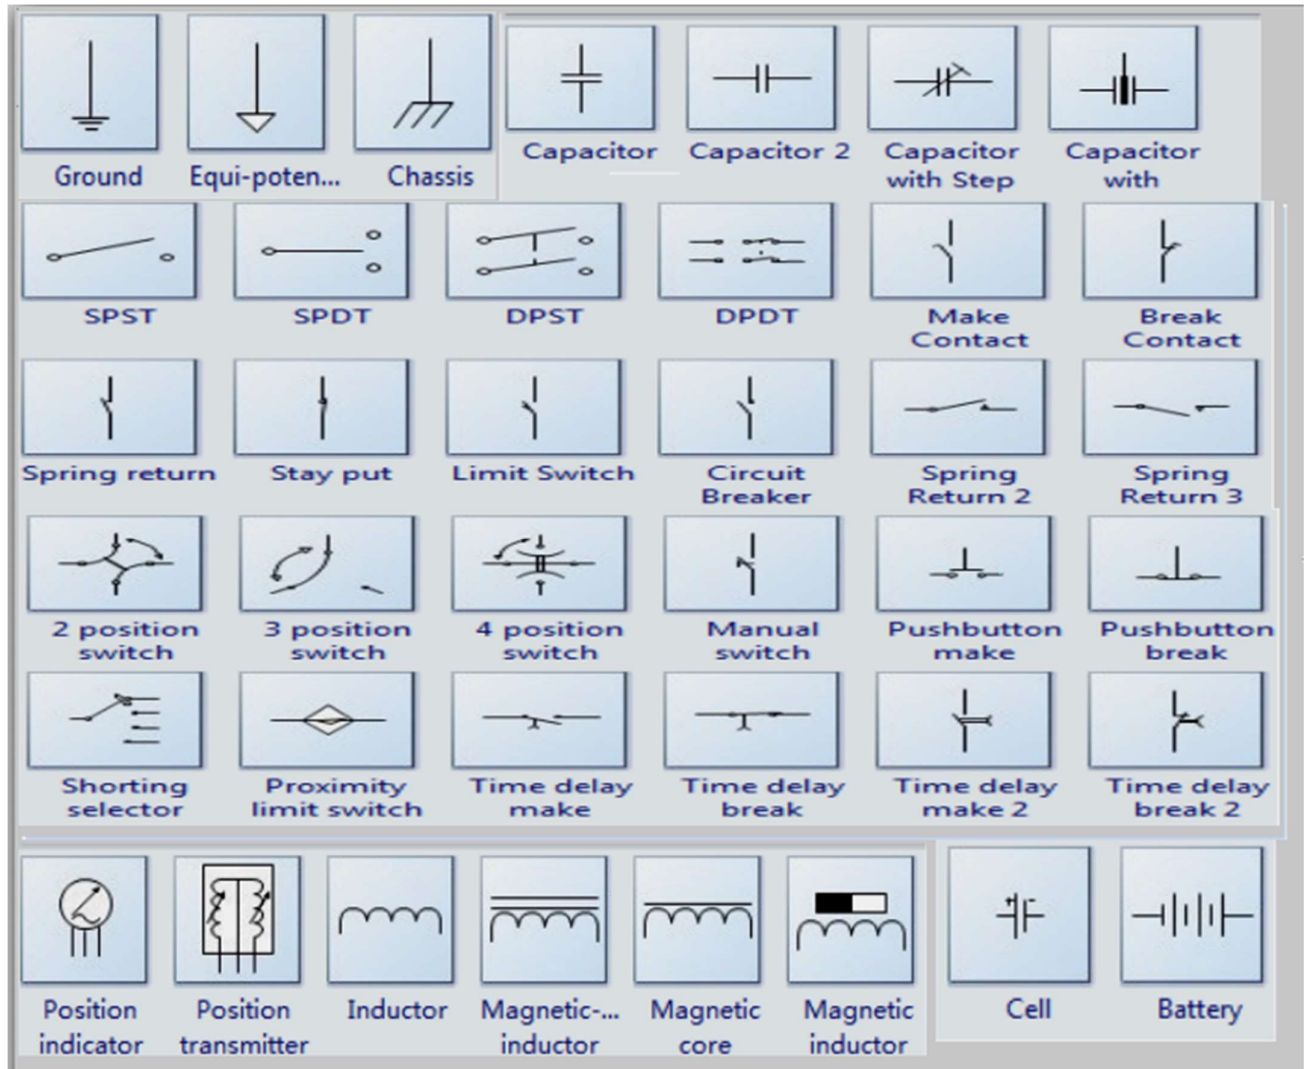 Ground
Equi-poten...
Chassis
Capacitor
Capacitor 2
Capacitor
with Step
Capacitor
with
SPST
SPDT
DPST
DPDT
Make
Contact
Break
Contact
Spring return
Stay put
Limit Switch
Circuit
Breaker
Spring
Return 2
Spring
Return 3
2 position
switch
3 position
switch
4 position
switch
Manual
switch
Pushbutton
make
Pushbutton
break
Shorting
selector
Proximity
limit switch
Time delay
make
Time delay
break
Time delay
make 2
Time delay
break 2
Position
indicator
Position
transmitter
Inductor
Magnetic-...
inductor
Magnetic
core
Magnetic
inductor
Cell
Battery